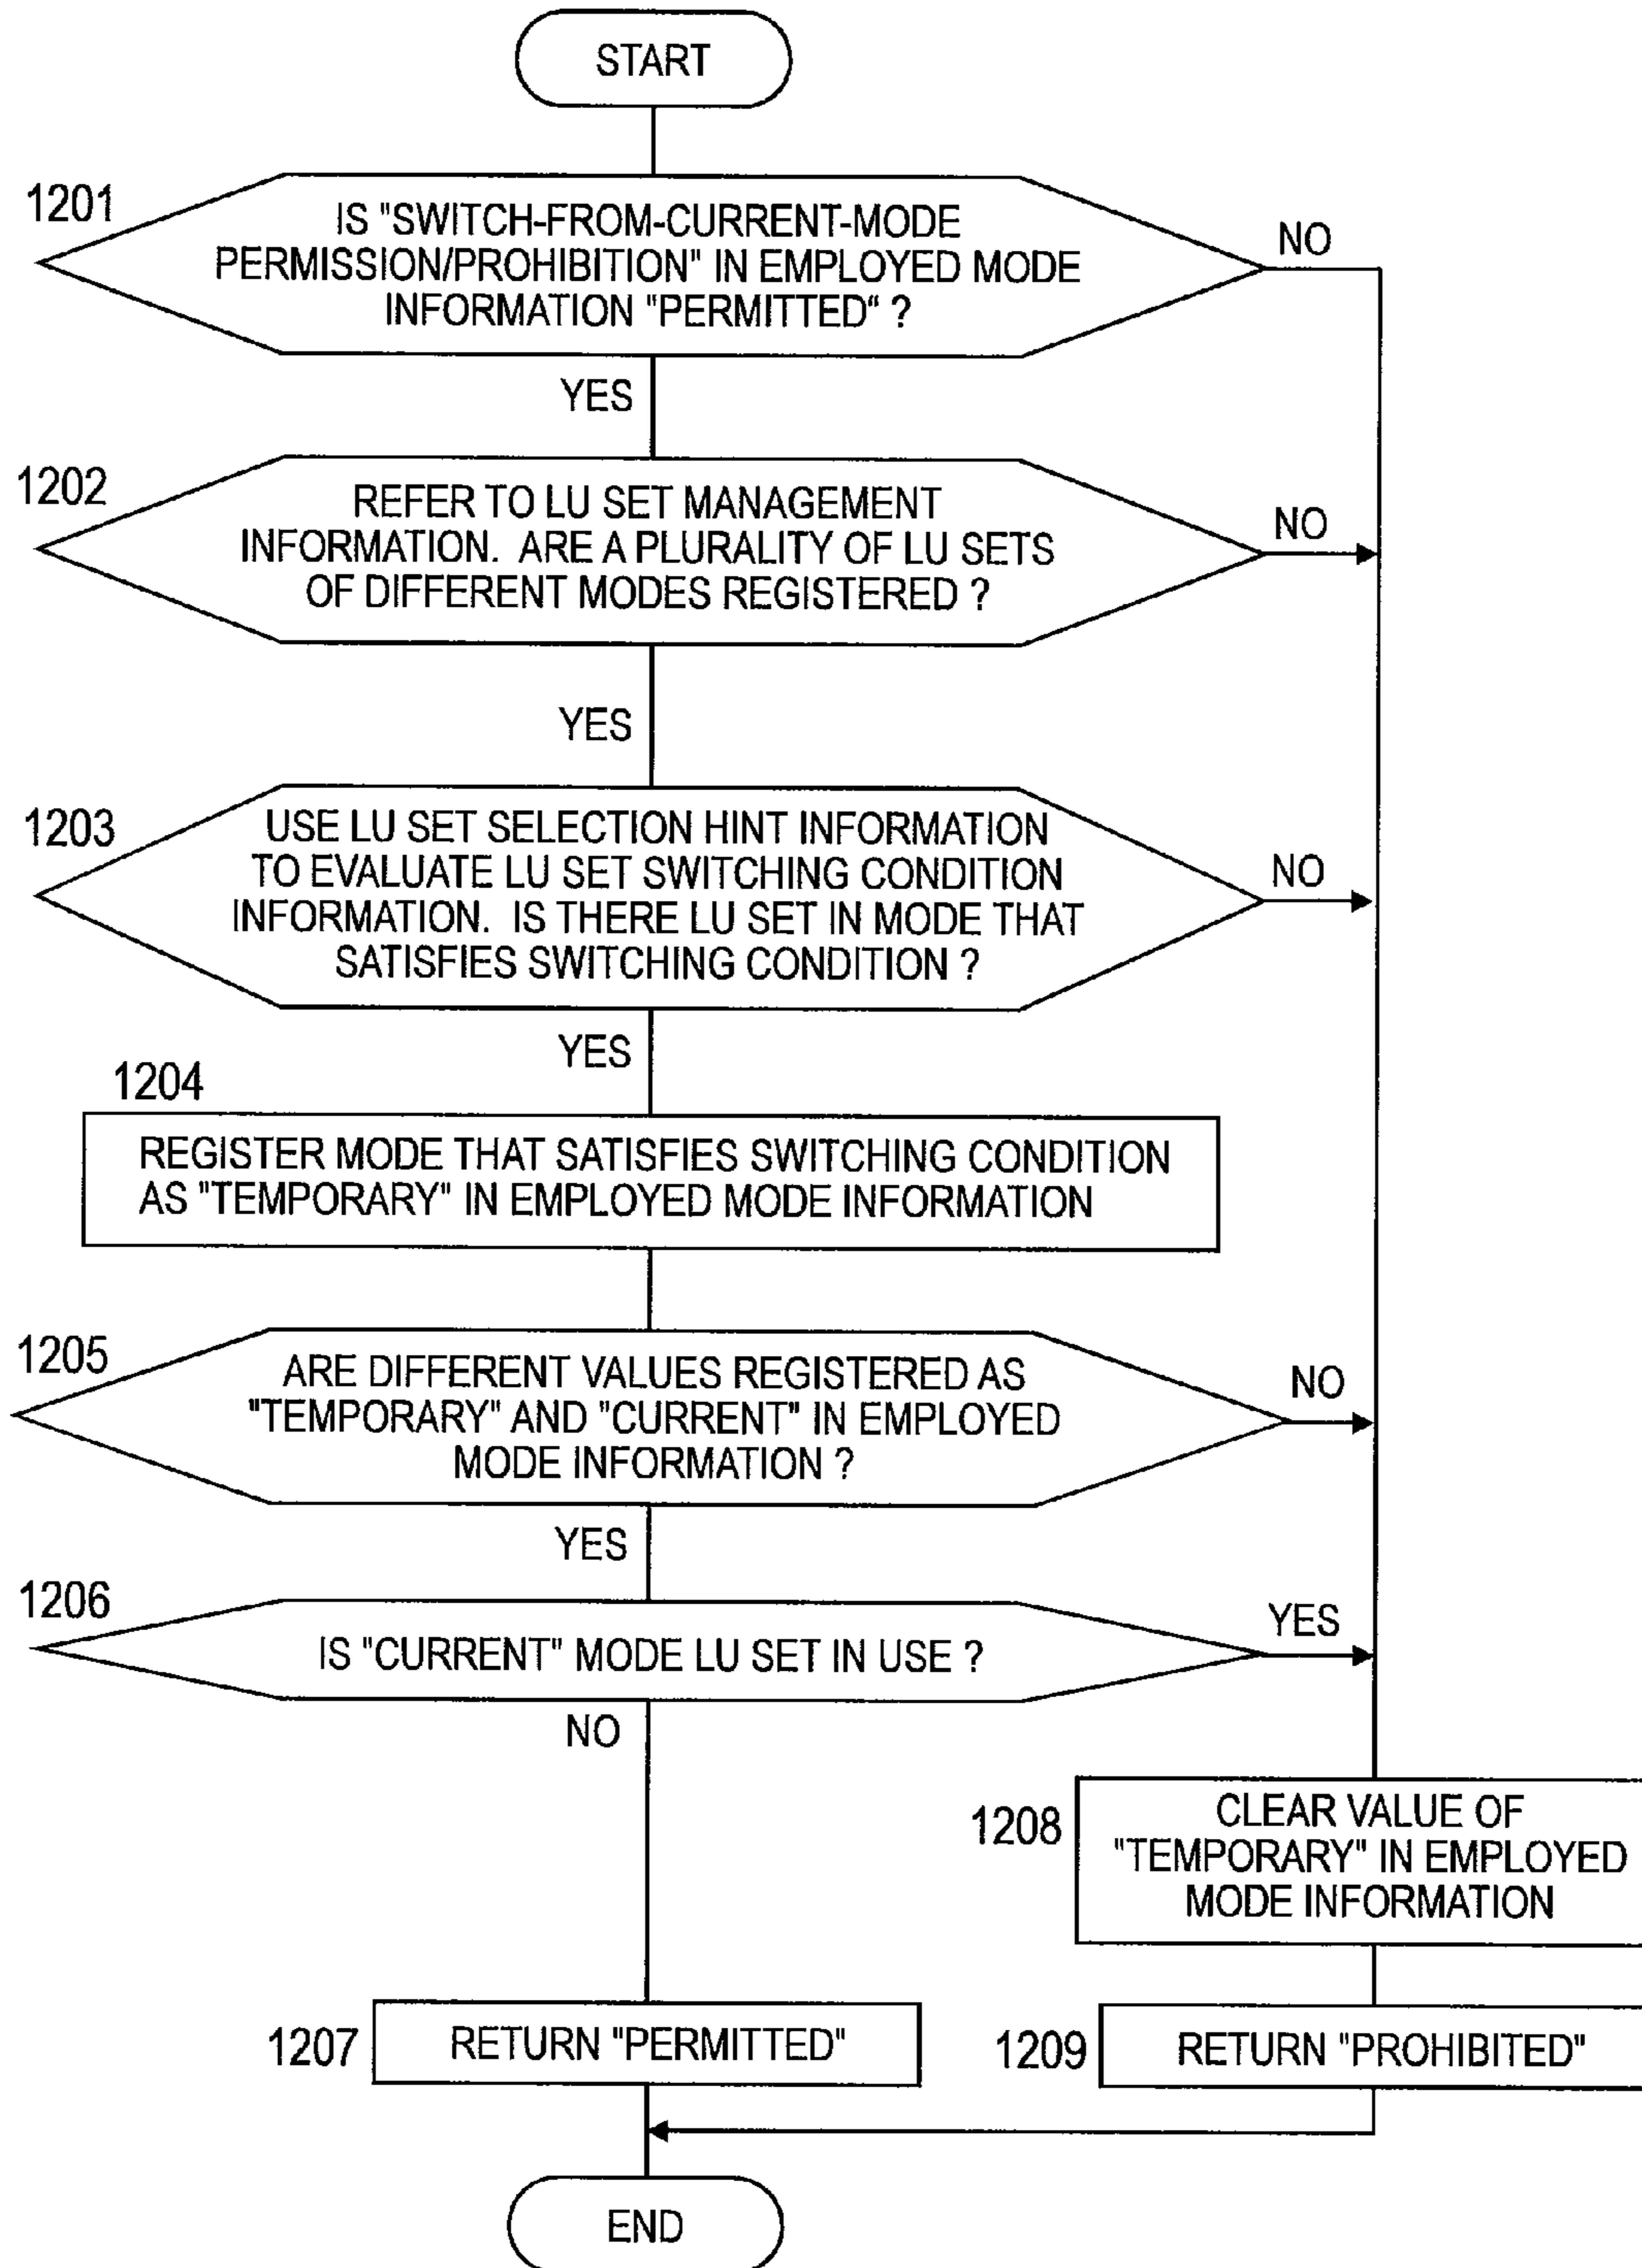 START
1201
IS "SWITCH-FROM-CURRENT-MODE
PERMISSION/PROHIBITION" IN EMPLOYED MODE
INFORMATION "PERMITTED" ?
NO
YES
1202
REFER TO LU SET MANAGEMENT
INFORMATION. ARE A PLURALITY OF LU SETS
OF DIFFERENT MODES REGISTERED ?
NO
YES
1203
USE LU SET SELECTION HINT INFORMATION
TO EVALUATE LU SET SWITCHING CONDITION
INFORMATION. IS THERE LU SET IN MODE THAT
SATISFIES SWITCHING CONDITION ?
NO
YES
1204
REGISTER MODE THAT SATISFIES SWITCHING CONDITION
AS "TEMPORARY" IN EMPLOYED MODE INFORMATION
1205
ARE DIFFERENT VALUES REGISTERED AS
"TEMPORARY" AND "CURRENT" IN EMPLOYED
MODE INFORMATION ?
NO
YES
1206
IS "CURRENT" MODE LU SET IN USE ?
YES
NO
1208
CLEAR VALUE OF
"TEMPORARY" IN EMPLOYED
MODE INFORMATION
1207
RETURN "PERMITTED"
1209
RETURN "PROHIBITED"
END